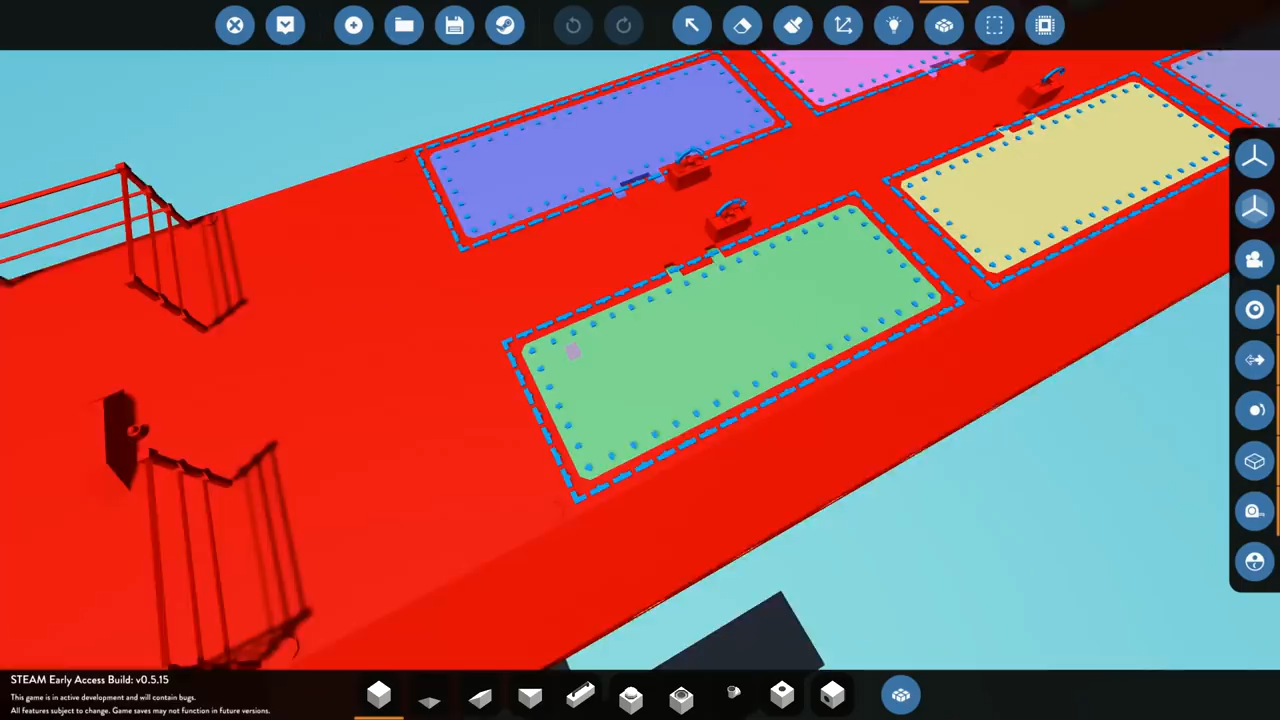 STEAM Early Access Build: v0.5.15
This game is in active development and will contain bugs.
All features subject to change. Game saves may not function in future versions.